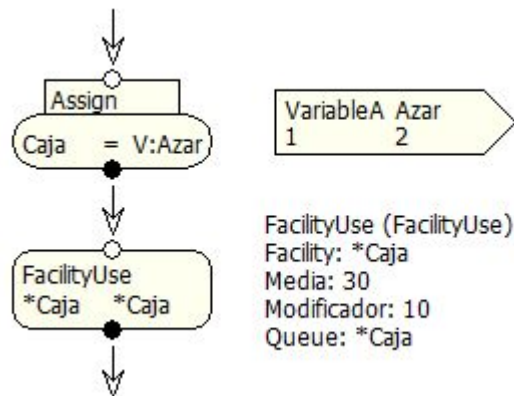 Assign
Caja = V:Azar
VariableA Azar
1 2
FacilityUse
*Caja *Caja
FacilityUse (FacilityUse)
Facility: *Caja
Media: 30
Modificador: 10
Queue: *Caja